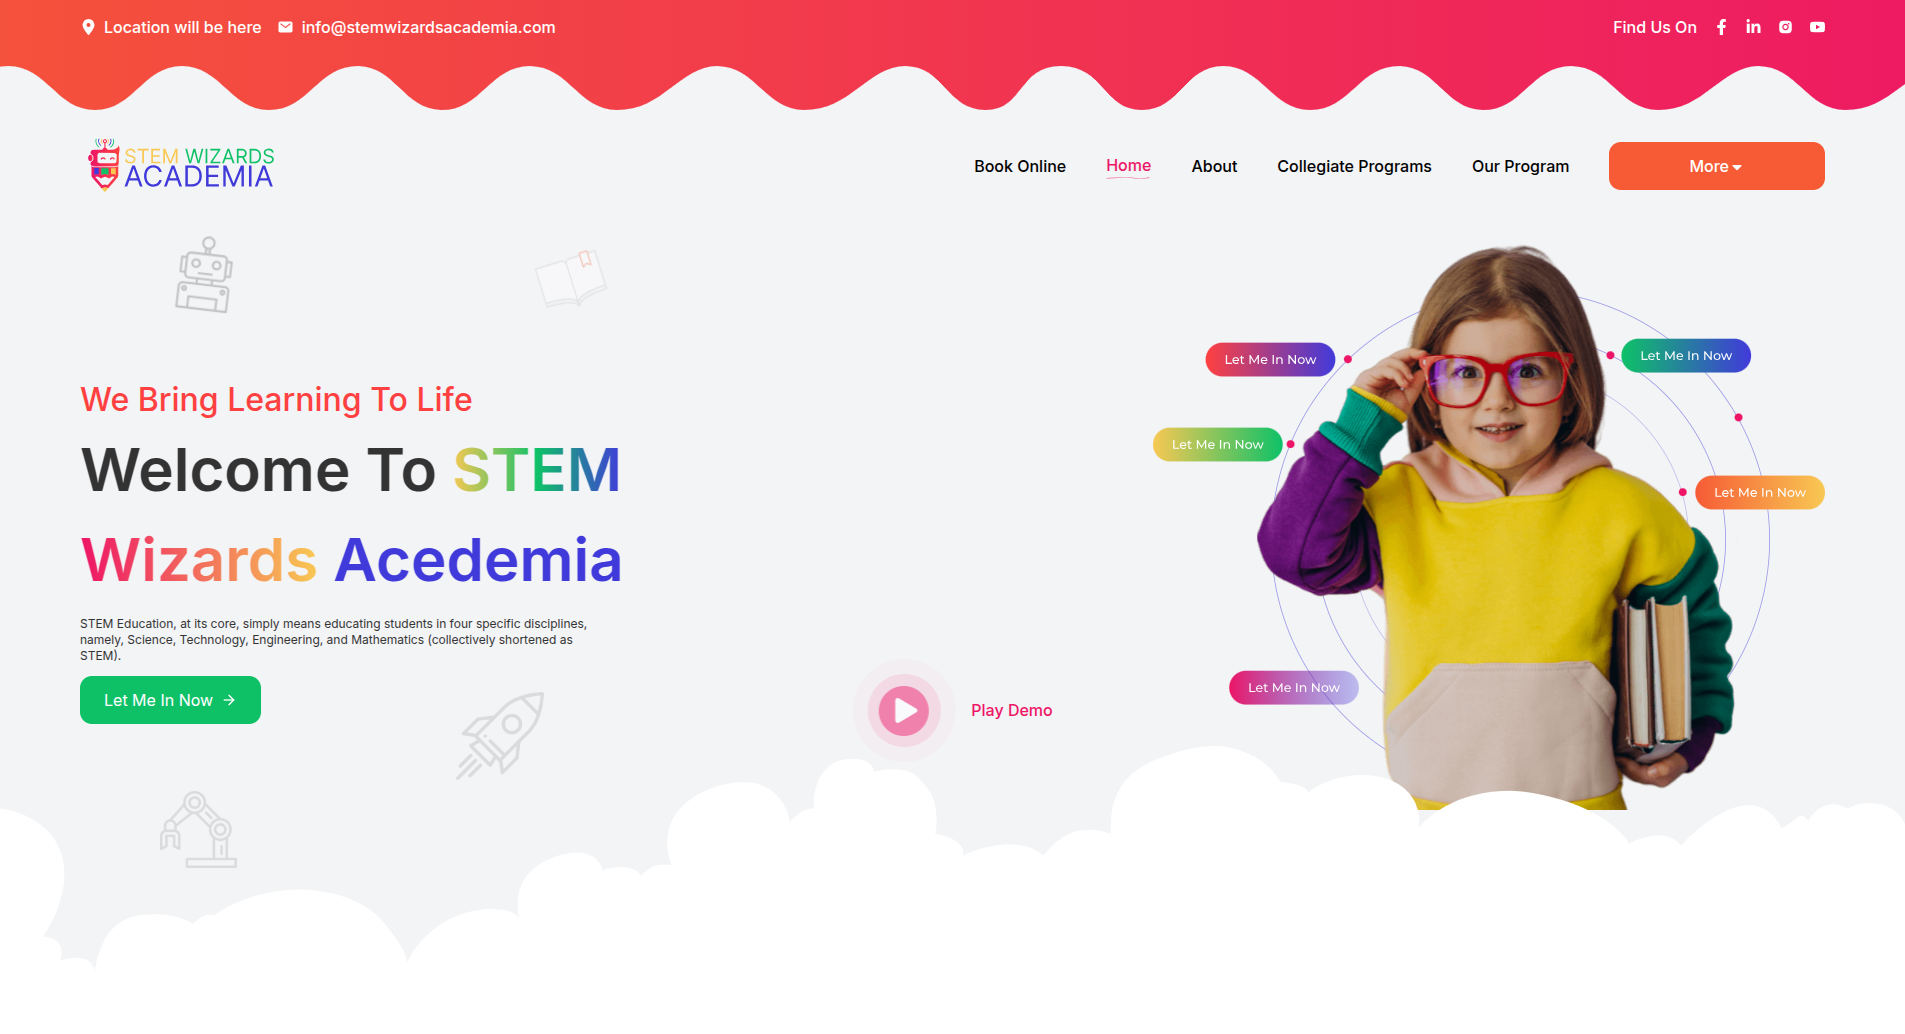 Location will be here info@stemwizardsacademia.com Find Us On
STEM WIZARDS
ACADEMIA
Book Online Home About Collegiate Programs Our Program More
We Bring Learning To Life
Welcome To STEM
Wizards Acedemia
STEM Education, at its core, simply means educating students in four specific disciplines,
namely, Science, Technology, Engineering, and Mathematics (collectively shortened as
STEM).
Let Me In Now
Play Demo
Let Me In Now
Let Me In Now
Let Me In Now
Let Me In Now
Let Me In Now